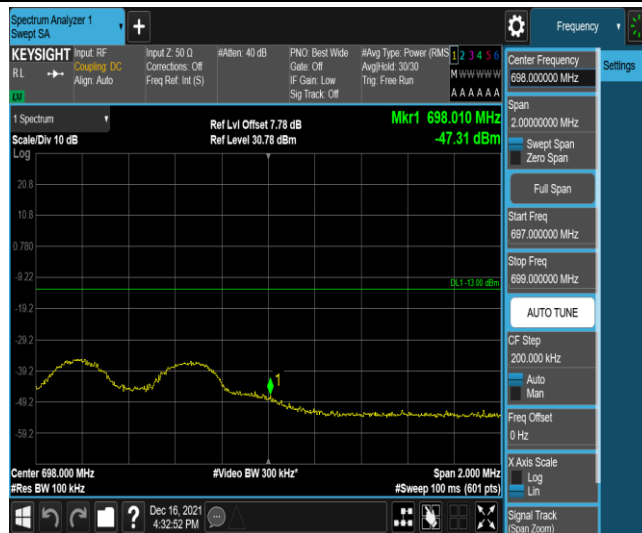 Spectrum Analyzer 1
Swept SA
+
Frequency
KEYSIGHT
RL
LV
Input: RF
Coupling: DC
Align: Auto
Input Z: 50 Ω
Corrections: Off
Freq Ref: Int (S)
#Atten: 40 dB
PNO: Best Wide
Gate: Off
IF Gain: Low
Sig Track: Off
#Avg Type: Power (RMS
Avg|Hold: 30/30
Trig: Free Run
1 2 3 4 5 6
M W W W W W
A A A A A A
Center Frequency
698.000000 MHz
Settings
Span
2.00000000 MHz
Swept Span
Zero Span
Full Span
Start Freq
697.000000 MHz
Stop Freq
699.000000 MHz
AUTO TUNE
CF Step
200.000 kHz
Auto
Man
Freq Offset
0 Hz
X Axis Scale
Log
Lin
Signal Track
(Span Zoom)
1 Spectrum
Scale/Div 10 dB
Log
Ref Lvl Offset 7.78 dB
Ref Level 30.78 dBm
Mkr1 698.010 MHz
-47.31 dBm
20.8
10.8
0.780
-9.22
DL1 -13.00 dBm
-19.2
-29.2
-39.2
1
-49.2
-59.2
Center 698.000 MHz
#Video BW 300 kHz*
Span 2.000 MHz
#Res BW 100 kHz
#Sweep 100 ms (601 pts)
?
Dec 16, 2021
4:32:52 PM